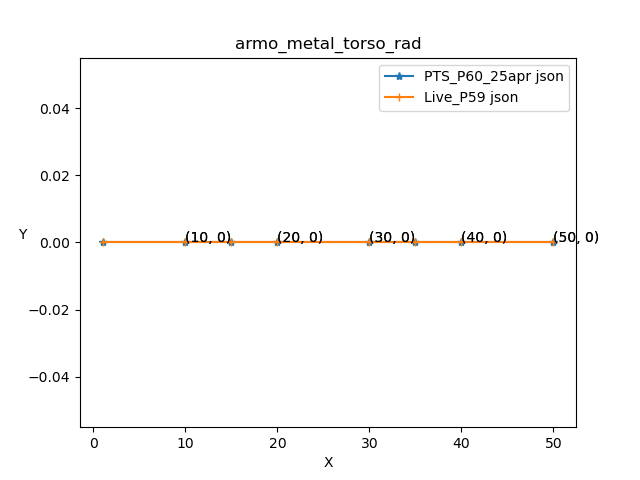 armo_metal_torso_rad
PTS_P60_25apr json
Live_P59 json
0.04
0.02
Y
0.00
(10, 0) (20, 0) (30, 0) (40, 0) (50, 0)
−0.02
−0.04
0 10 20 30 40 50
X